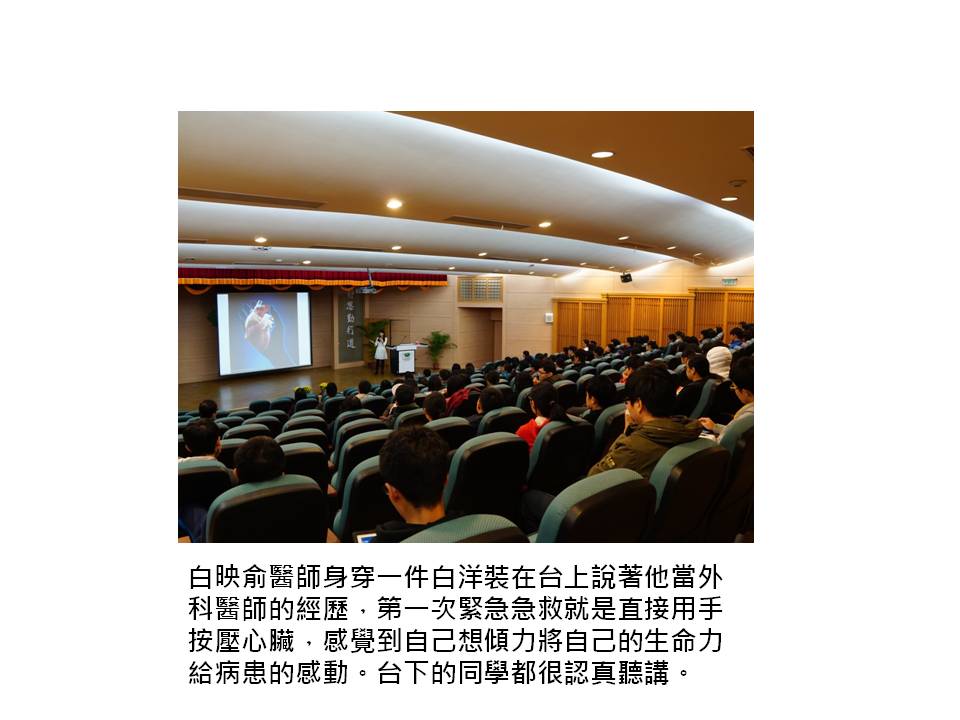 感動行道
白映俞醫師身穿一件白洋裝在台上說著他當外
科醫師的經歷，第一次緊急急救就是直接用手
按壓心臟，感覺到自己想傾力將自己的生命力
給病患的感動。台下的同學都很認真聽講。